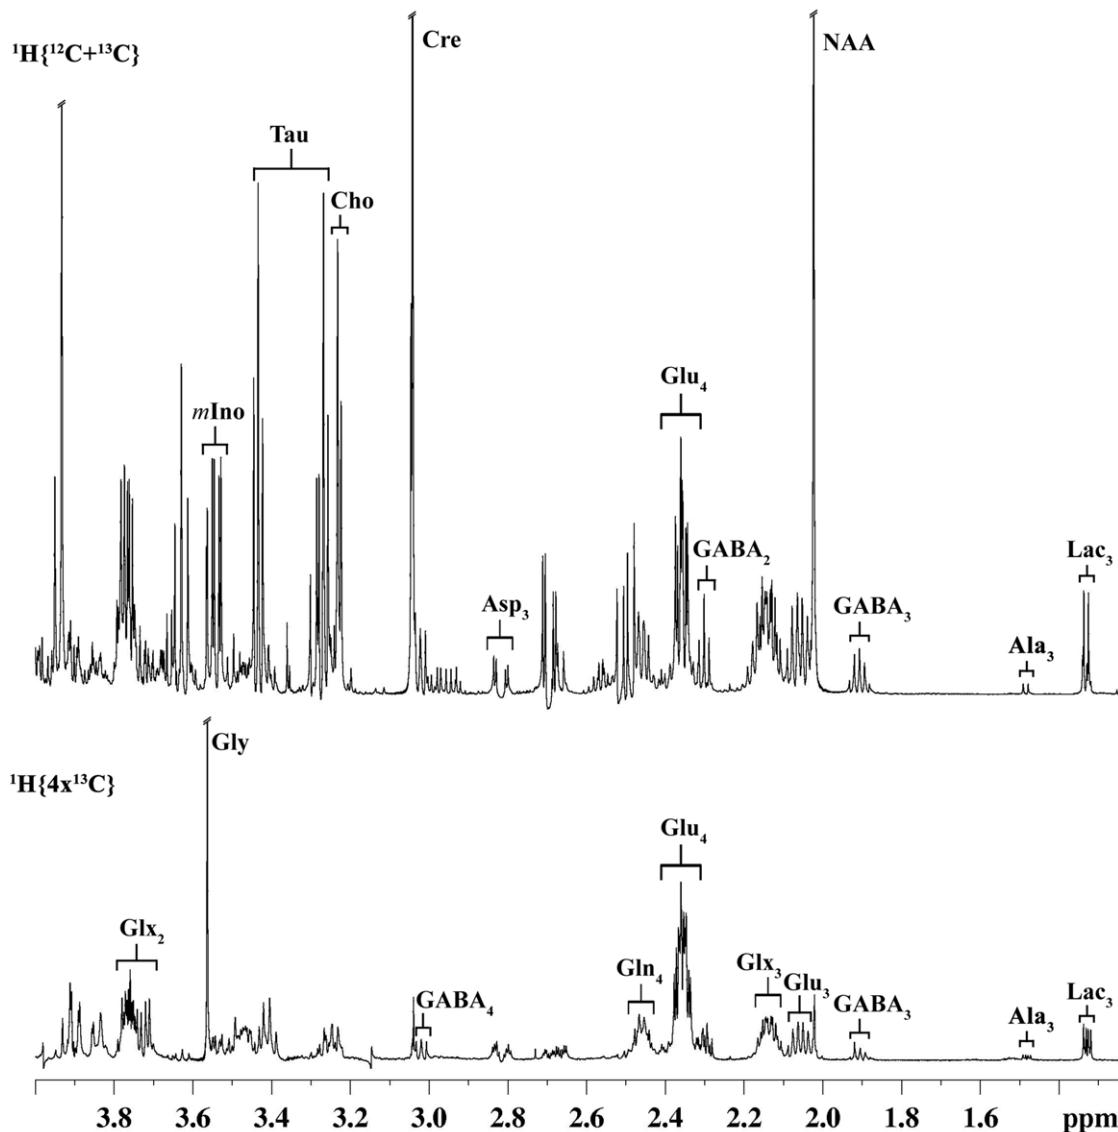 ¹H{¹²C+¹³C}
Cre
NAA
Tau
Cho
mIno
Glu₄
GABA₂
Asp₃
GABA₃
Lac₃
Ala₃
¹H{4x¹³C}
Gly
Glu₄
Glx₂
Gln₄
Glx₃
Glu₃
GABA₄
GABA₃
Lac₃
Ala₃
3.8 3.6 3.4 3.2 3.0 2.8 2.6 2.4 2.2 2.0 1.6 ppm